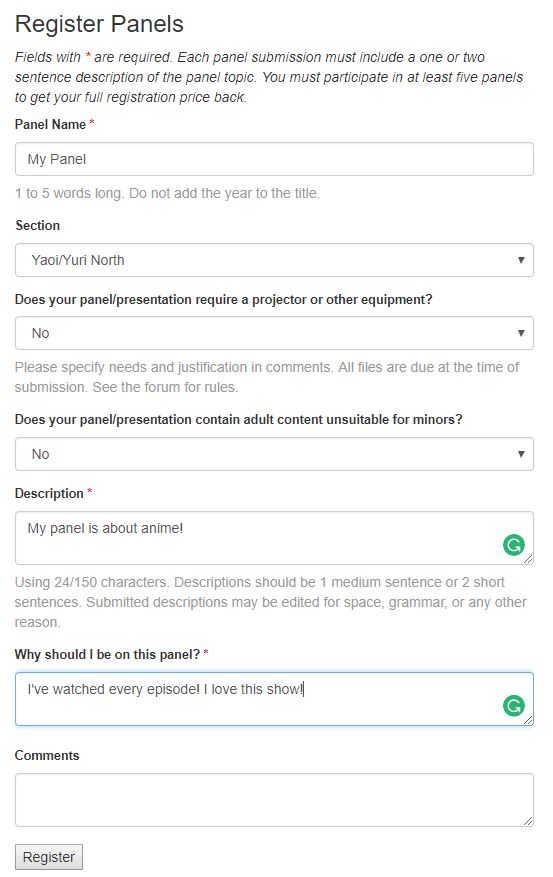 Register Panels
Fields with * are required. Each panel submission must include a one or two
sentence description of the panel topic. You must participate in at least five panels
to get your full registration price back.
Panel Name *
My Panel
1 to 5 words long. Do not add the year to the title.
Section
Yaoi/Yuri North
Does your panel/presentation require a projector or other equipment?
No
Please specify needs and justification in comments. All files are due at the time of
submission. See the forum for rules.
Does your panel/presentation contain adult content unsuitable for minors?
No
Description *
My panel is about anime!
Using 24/150 characters. Descriptions should be 1 medium sentence or 2 short
sentences. Submitted descriptions may be edited for space, grammar, or any other
reason.
Why should I be on this panel? *
I've watched every episode! I love this show!
Comments
Register